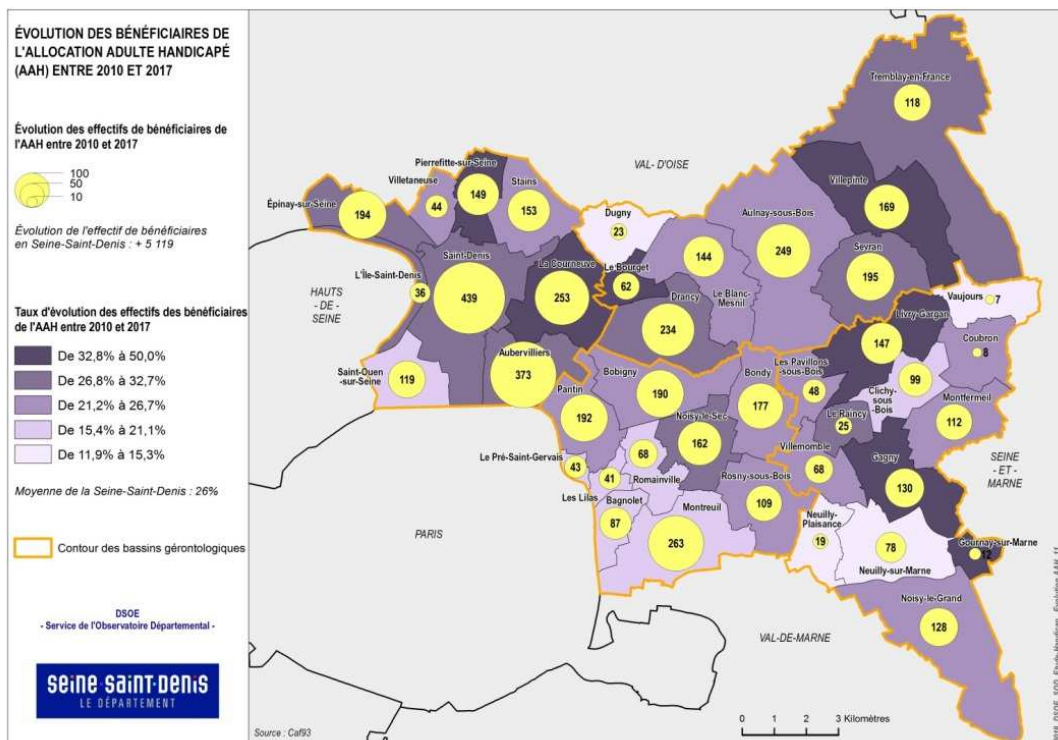 ÉVOLUTION DES BÉNÉFICIAIRES DE
L'ALLOCATION ADULTE HANDICAPÉ
(AAH) ENTRE 2010 ET 2017
Évolution des effectifs de bénéficiaires de
l'AAH entre 2010 et 2017
100
50
10
Évolution de l'effectif de bénéficiaires
en Seine-Saint-Denis : + 5 119
Taux d'évolution des effectifs des bénéficiaires
de l'AAH entre 2010 et 2017
De 32,8% à 50,0%
De 26,8% à 32,7%
De 21,2% à 26,7%
De 15,4% à 21,1%
De 11,9% à 15,3%
Moyenne de la Seine-Saint-Denis : 26%
Contour des bassins gérontologiques
DSOE
- Service de l'Observatoire Départemental -
seine-saint-denis
LE DÉPARTEMENT
Tremblay-en-France
118
VAL- D'OISE
Pierrefitte-sur-Seine
149
Villetaneuse
44
Stains
153
Épinay-sur-Seine
194
Villepinte
169
Dugny
23
Aulnay-sous-Bois
249
Saint-Denis
439
La Courneuve
253
Le Bourget
62
144
Le Blanc-
Mesnil
Sevran
195
L'Île-Saint-Denis
36
HAUTS
- DE -
SEINE
Drancy
234
Vaujours
7
Livry-Gargan
147
Coubron
8
Aubervilliers
373
Saint-Ouen
-sur-Seine
119
Pantin
192
Bobigny
190
Bondy
177
Les Pavillons
-sous-Bois
48
Clichy-
sous
-Bois
99
Montfermeil
112
Le Raincy
25
Noisy-le-Sec
162
Le Pré-Saint-Gervais
43
68
Romainville
Villemomble
68
Gagny
130
SEINE
- ET -
MARNE
Les Lilas
41
Bagnolet
87
Rosny-sous-Bois
109
Montreuil
263
Neuilly-
Plaisance
19
78
Neuilly-sur-Marne
Gournay-sur-Marne
12
PARIS
Noisy-le-Grand
128
VAL-DE-MARNE
Source : Caf93
0 1 2 3 Kilomètres